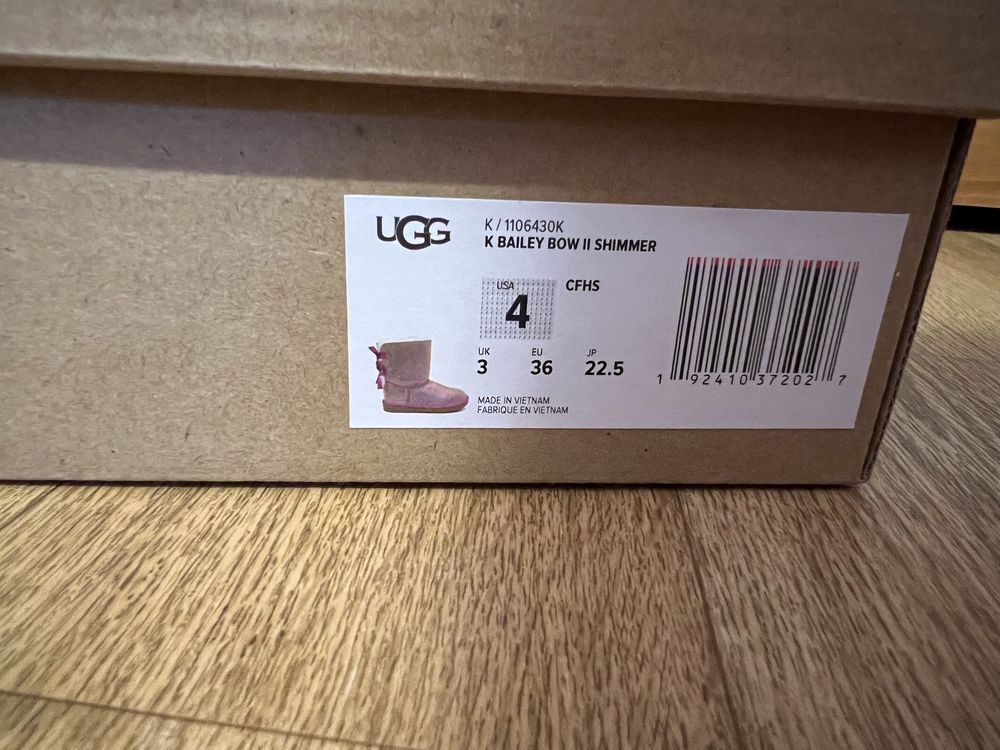 UGG
K / 1106430K
K BAILEY BOW II SHIMMER
USA
4
CFHS
UK
3
EU
36
JP
22.5
MADE IN VIETNAM
FABRIQUE EN VIETNAM
1 92410 37202 7